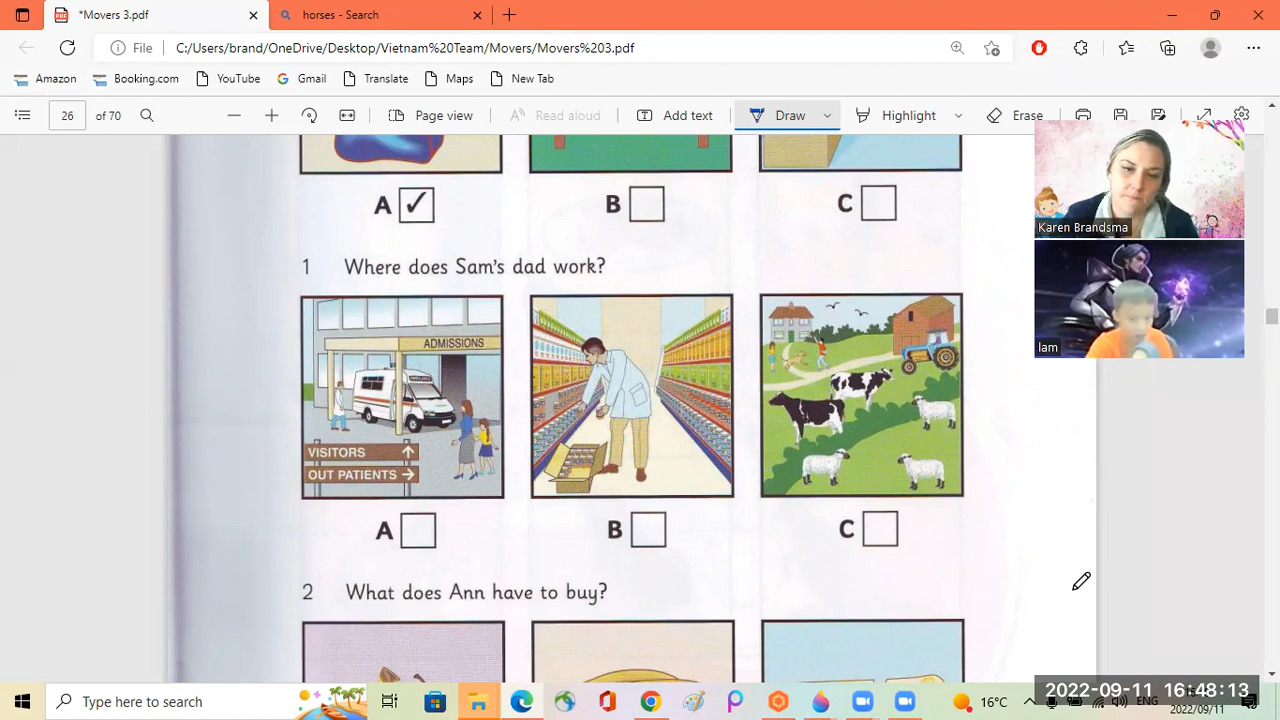 *Movers 3.pdf
horses - Search
File
C:/Users/brand/OneDrive/Desktop/Vietnam%20Team/Movers/Movers%203.pdf
Amazon
Booking.com
YouTube
Gmail
Translate
Maps
New Tab
26 of 70
Page view
Read aloud
Add text
Draw
Highlight
Erase
A B C
Karen Brandsma
lam
1 Where does Sam's dad work?
ADMISSIONS
AMBULANCE
VISITORS
OUT PATIENTS
A B C
2 What does Ann have to buy?
Type here to search
16°C
ENG
2022-09-11 16:48:13
2022/09/11